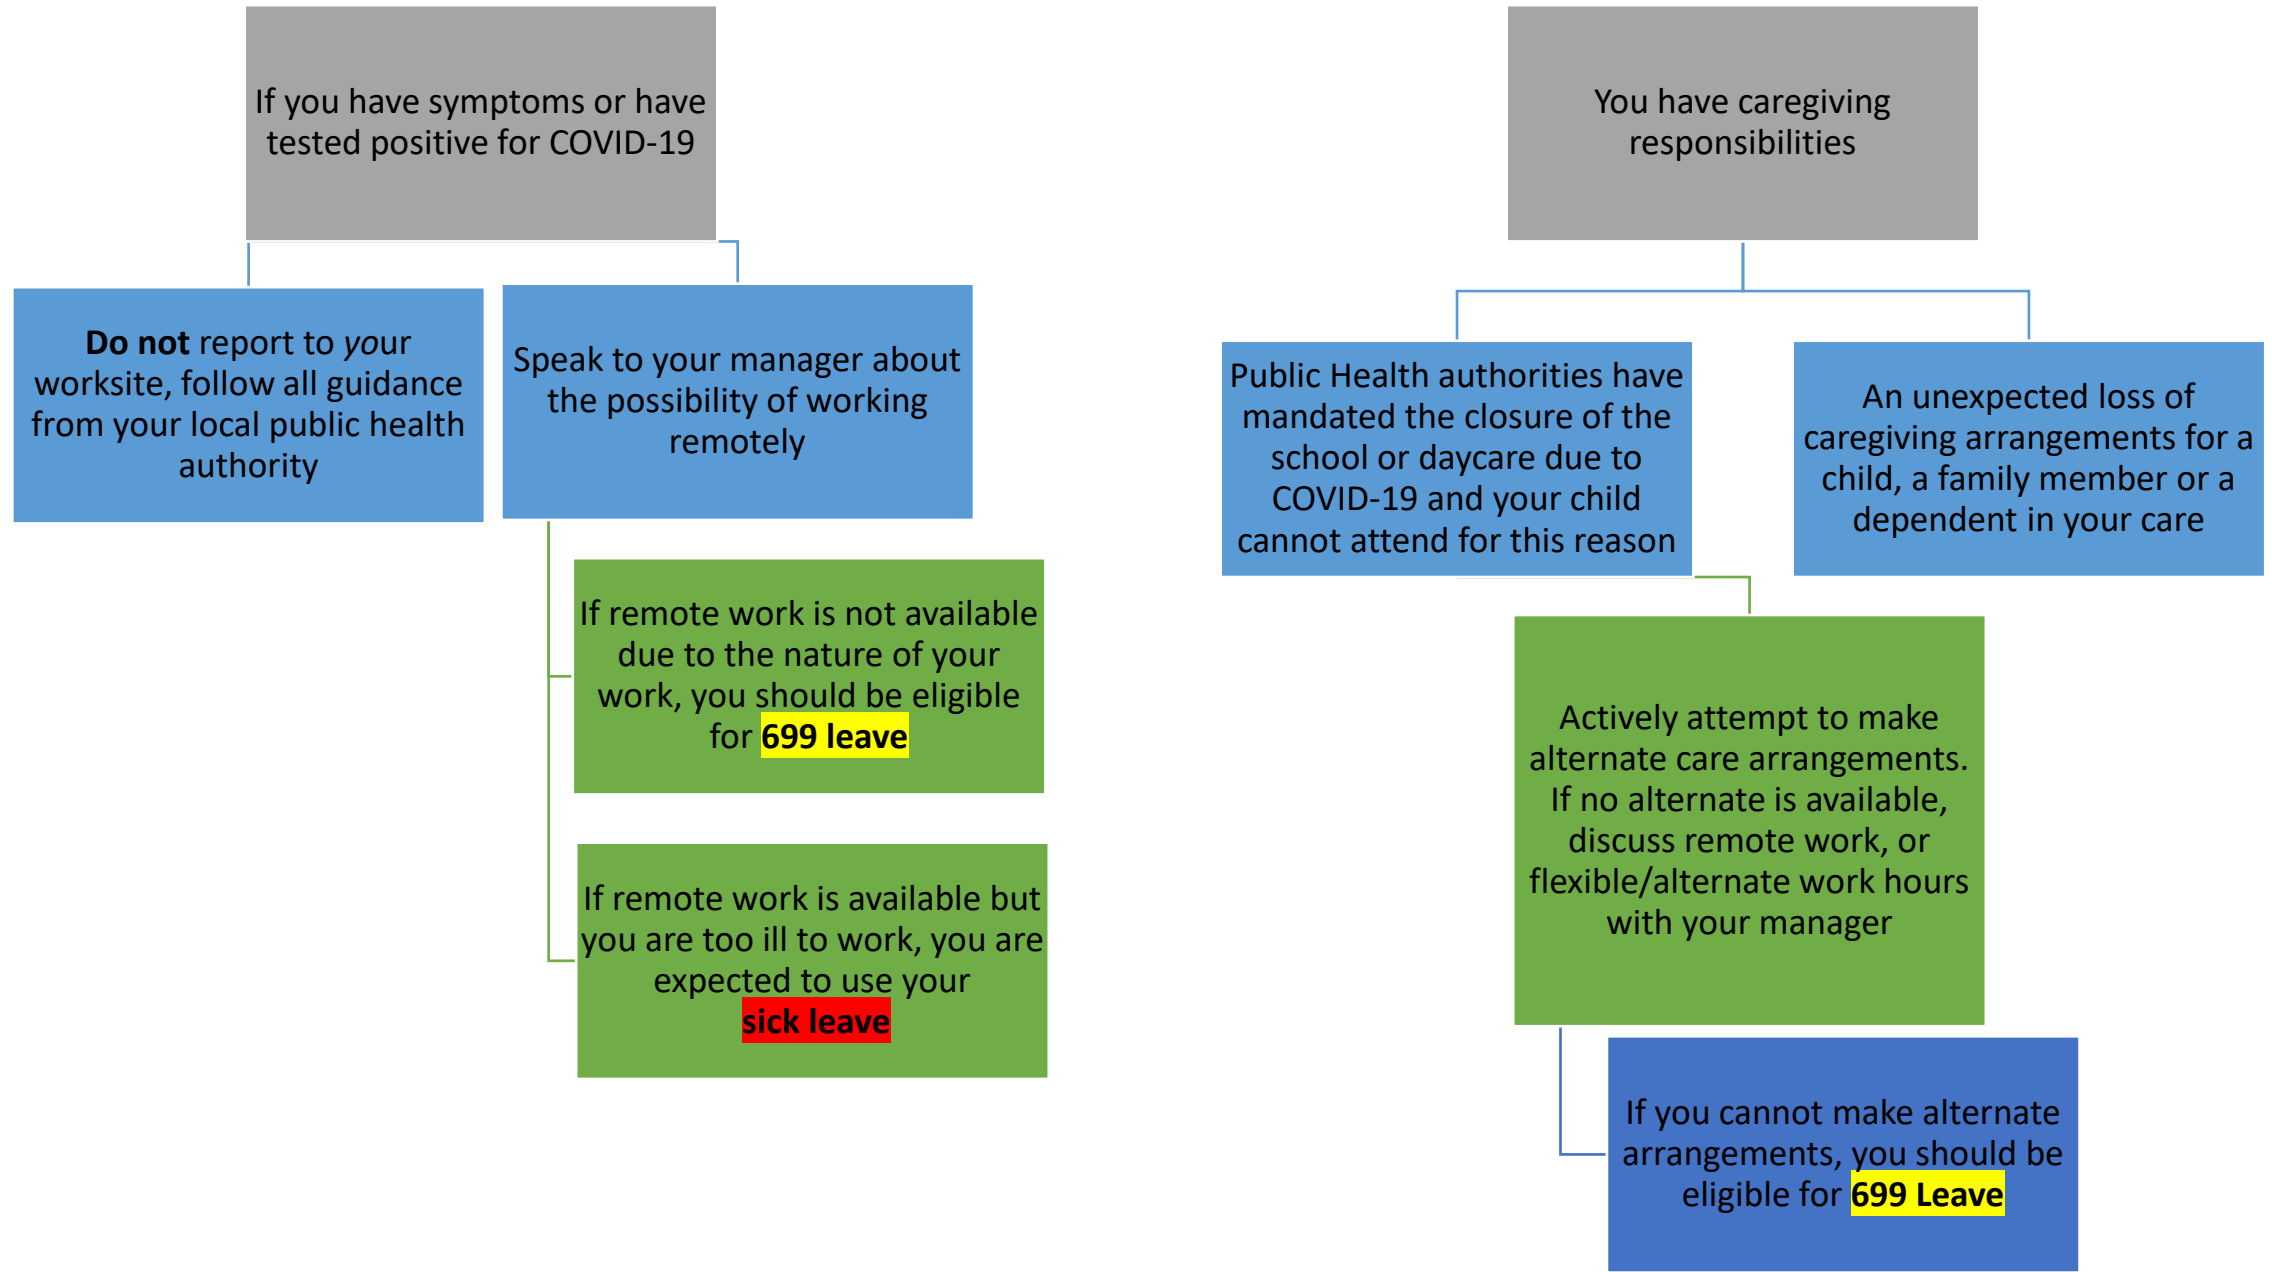 If you have symptoms or have
tested positive for COVID-19
Do not report to your
worksite, follow all guidance
from your local public health
authority
Speak to your manager about
the possibility of working
remotely
If remote work is not available
due to the nature of your
work, you should be eligible
for 699 leave
If remote work is available but
you are too ill to work, you are
expected to use your
sick leave
You have caregiving
responsibilities
Public Health authorities have
mandated the closure of the
school or daycare due to
COVID-19 and your child
cannot attend for this reason
An unexpected loss of
caregiving arrangements for a
child, a family member or a
dependent in your care
Actively attempt to make
alternate care arrangements.
If no alternate is available,
discuss remote work, or
flexible/alternate work hours
with your manager
If you cannot make alternate
arrangements, you should be
eligible for 699 Leave